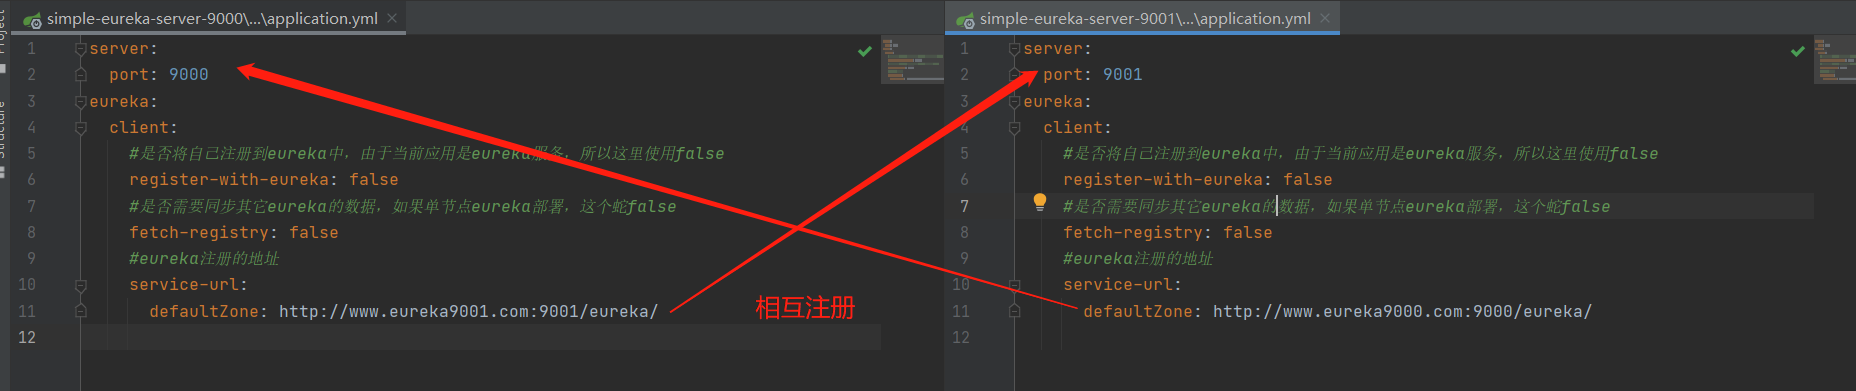 simple-eureka-server-9000\...\application.yml
1 server:
2 port: 9000
3 eureka:
4 client:
5 #是否将自己注册到eureka中，由于当前应用是eureka服务，所以这里使用false
6 register-with-eureka: false
7 #是否需要同步其它eureka的数据，如果单节点eureka部署，这个蛇false
8 fetch-registry: false
9 #eureka注册的地址
10 service-url:
11 defaultZone: http://www.eureka9001.com:9001/eureka/
12
相互注册
simple-eureka-server-9001\...\application.yml
1 server:
2 port: 9001
3 eureka:
4 client:
5 #是否将自己注册到eureka中，由于当前应用是eureka服务，所以这里使用false
6 register-with-eureka: false
7 #是否需要同步其它eureka的数据，如果单节点eureka部署，这个蛇false
8 fetch-registry: false
9 #eureka注册的地址
10 service-url:
11 defaultZone: http://www.eureka9000.com:9000/eureka/
12